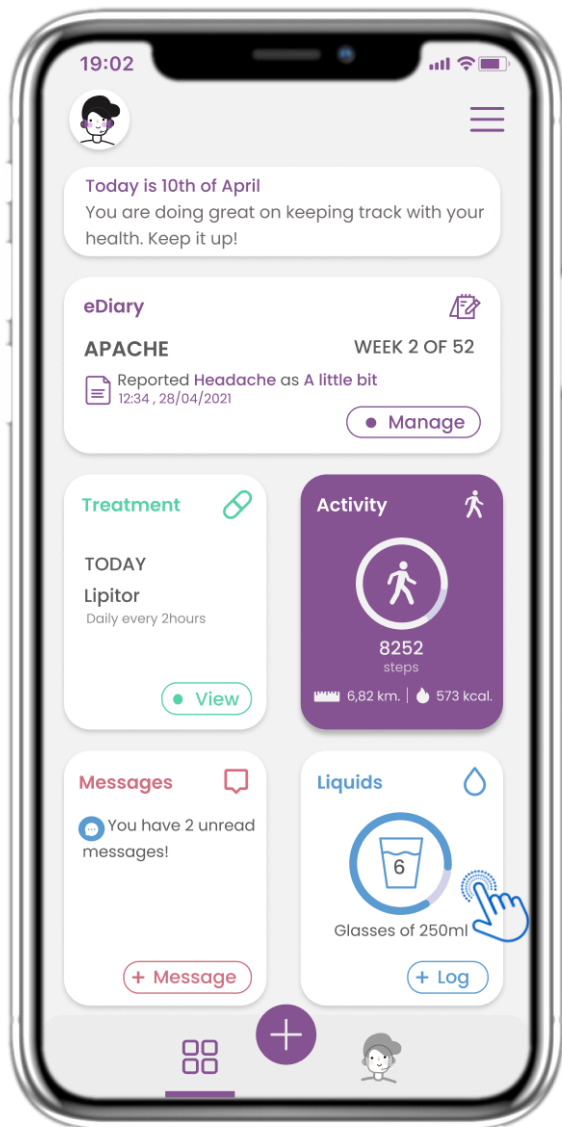 19:02
Today is 10th of April
You are doing great on keeping track with your
health. Keep it up!
eDiary
APACHE
WEEK 2 OF 52
Reported Headache as A little bit
12:34 , 28/04/2021
Manage
Treatment
TODAY
Lipitor
Daily every 2hours
View
Activity
8252
steps
6,82 km. | 573 kcal.
Messages
You have 2 unread
messages!
+ Message
Liquids
6
Glasses of 250ml
+ Log